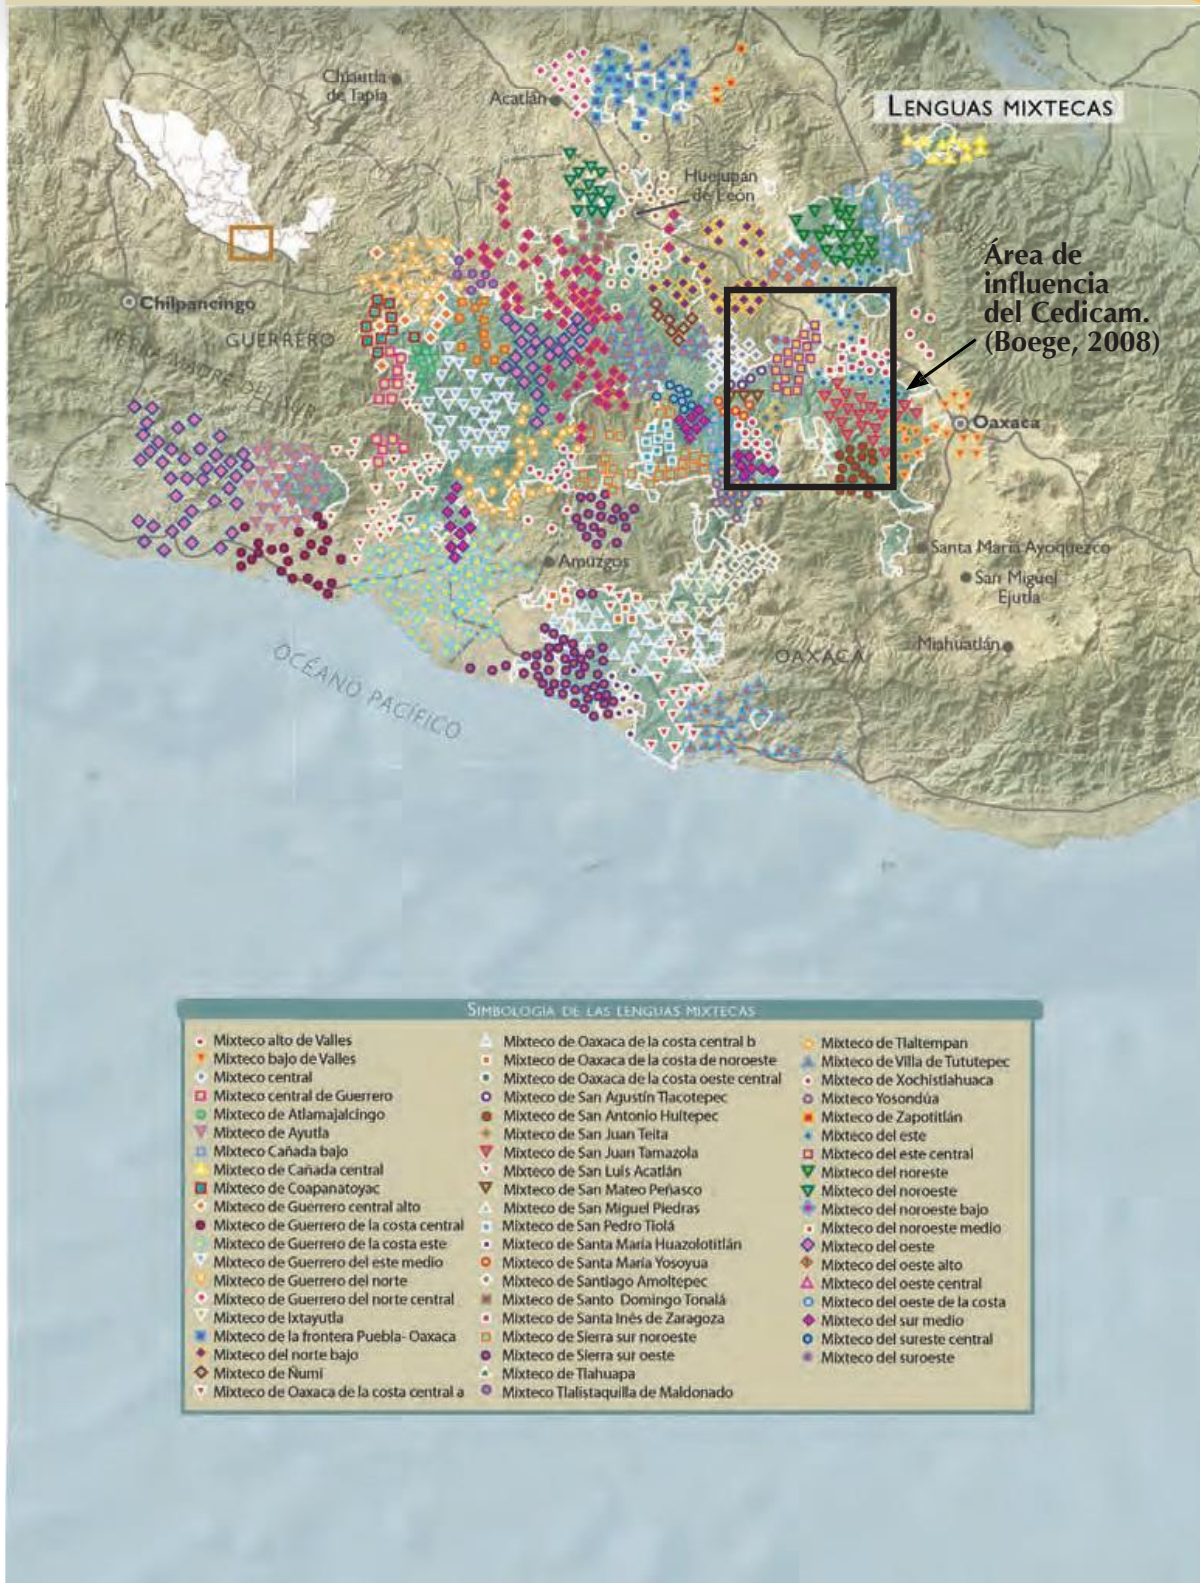 Chiautla
de Tapia
Acatlán
LENGUAS MIXTECAS
Huejupan
de León
Área de
influencia
del Cedicam.
(Boege, 2008)
Chilpancingo
GUERRERO
Oaxaca
Santa María Ayoquezco
Amuzgos
San Miguel
Ejutla
Miahuatlán
OAXACA
OCÉANO PACÍFICO
SIMBOLOGÍA DE LAS LENGUAS MIXTECAS
Mixteco alto de Valles
Mixteco bajo de Valles
Mixteco central
Mixteco central de Guerrero
Mixteco de Atlamajalcingo
Mixteco de Ayutla
Mixteco Cañada bajo
Mixteco de Cañada central
Mixteco de Coapanatoyac
Mixteco de Guerrero central alto
Mixteco de Guerrero de la costa central
Mixteco de Guerrero de la costa este
Mixteco de Guerrero del este medio
Mixteco de Guerrero del norte
Mixteco de Guerrero del norte central
Mixteco de Ixtayutla
Mixteco de la frontera Puebla- Oaxaca
Mixteco del norte bajo
Mixteco de Ñumí
Mixteco de Oaxaca de la costa central a
Mixteco de Oaxaca de la costa central b
Mixteco de Oaxaca de la costa de noroeste
Mixteco de Oaxaca de la costa oeste central
Mixteco de San Agustín Tlacotepec
Mixteco de San Antonio Huitepec
Mixteco de San Juan Teita
Mixteco de San Juan Tamazola
Mixteco de San Luis Acatlán
Mixteco de San Mateo Peñasco
Mixteco de San Miguel Piedras
Mixteco de San Pedro Tiolá
Mixteco de Santa María Huazolotitlán
Mixteco de Santa María Yosoyua
Mixteco de Santiago Amoltepec
Mixteco de Santo Domingo Tonalá
Mixteco de Santa Inés de Zaragoza
Mixteco de Sierra sur noroeste
Mixteco de Sierra sur oeste
Mixteco de Tlahuapa
Mixteco Tlalistaquilla de Maldonado
Mixteco de Tlaltempan
Mixteco de Villa de Tututepec
Mixteco de Xochistlahuaca
Mixteco Yosondúa
Mixteco de Zapotitlán
Mixteco del este
Mixteco del este central
Mixteco del noreste
Mixteco del noroeste
Mixteco del noroeste bajo
Mixteco del noroeste medio
Mixteco del oeste
Mixteco del oeste alto
Mixteco del oeste central
Mixteco del oeste de la costa
Mixteco del sur medio
Mixteco del sureste central
Mixteco del suroeste